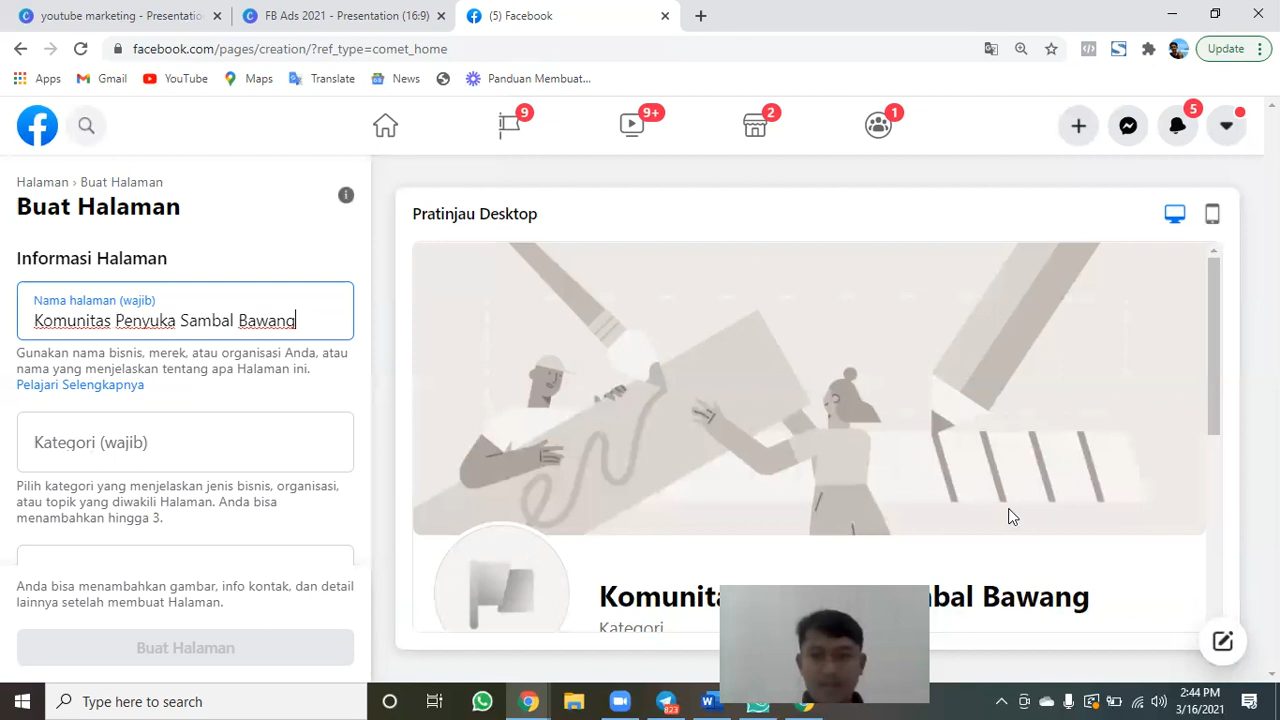 youtube marketing - Presentatio
FB Ads 2021 - Presentation (16:9)
(5) Facebook
facebook.com/pages/creation/?ref_type=comet_home
Update
Apps
Gmail
YouTube
Maps
Translate
News
Panduan Membuat...
9
9+
2
1
5
Halaman › Buat Halaman
Buat Halaman
Informasi Halaman
Nama halaman (wajib)
Komunitas Penyuka Sambal Bawang
Gunakan nama bisnis, merek, atau organisasi Anda, atau
nama yang menjelaskan tentang apa Halaman ini.
Pelajari Selengkapnya
Kategori (wajib)
Pilih kategori yang menjelaskan jenis bisnis, organisasi,
atau topik yang diwakili Halaman. Anda bisa
menambahkan hingga 3.
Anda bisa menambahkan gambar, info kontak, dan detail
lainnya setelah membuat Halaman.
Buat Halaman
Pratinjau Desktop
Komunita bal Bawang
Kategori
Type here to search
823
2:44 PM
3/16/2021